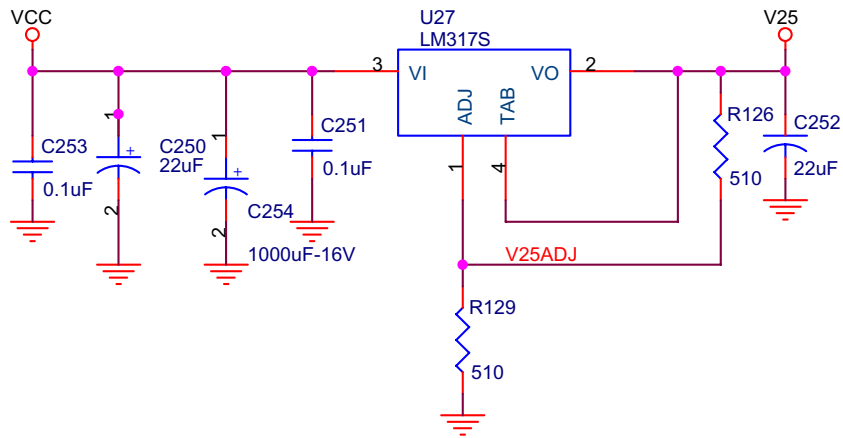 VCC
U27
LM317S
V25
3
VI
VO
2
ADJ
TAB
1
4
C253
0.1uF
1
2
C250
22uF
1
2
C254
1000uF-16V
C251
0.1uF
R126
510
C252
22uF
V25ADJ
R129
510